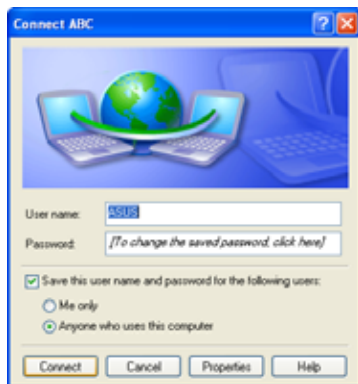 Connect ABC
User name: ASUS
Password: [To change the saved password, click here]
Save this user name and password for the following users:
Me only
Anyone who uses this computer
Connect Cancel Properties Help